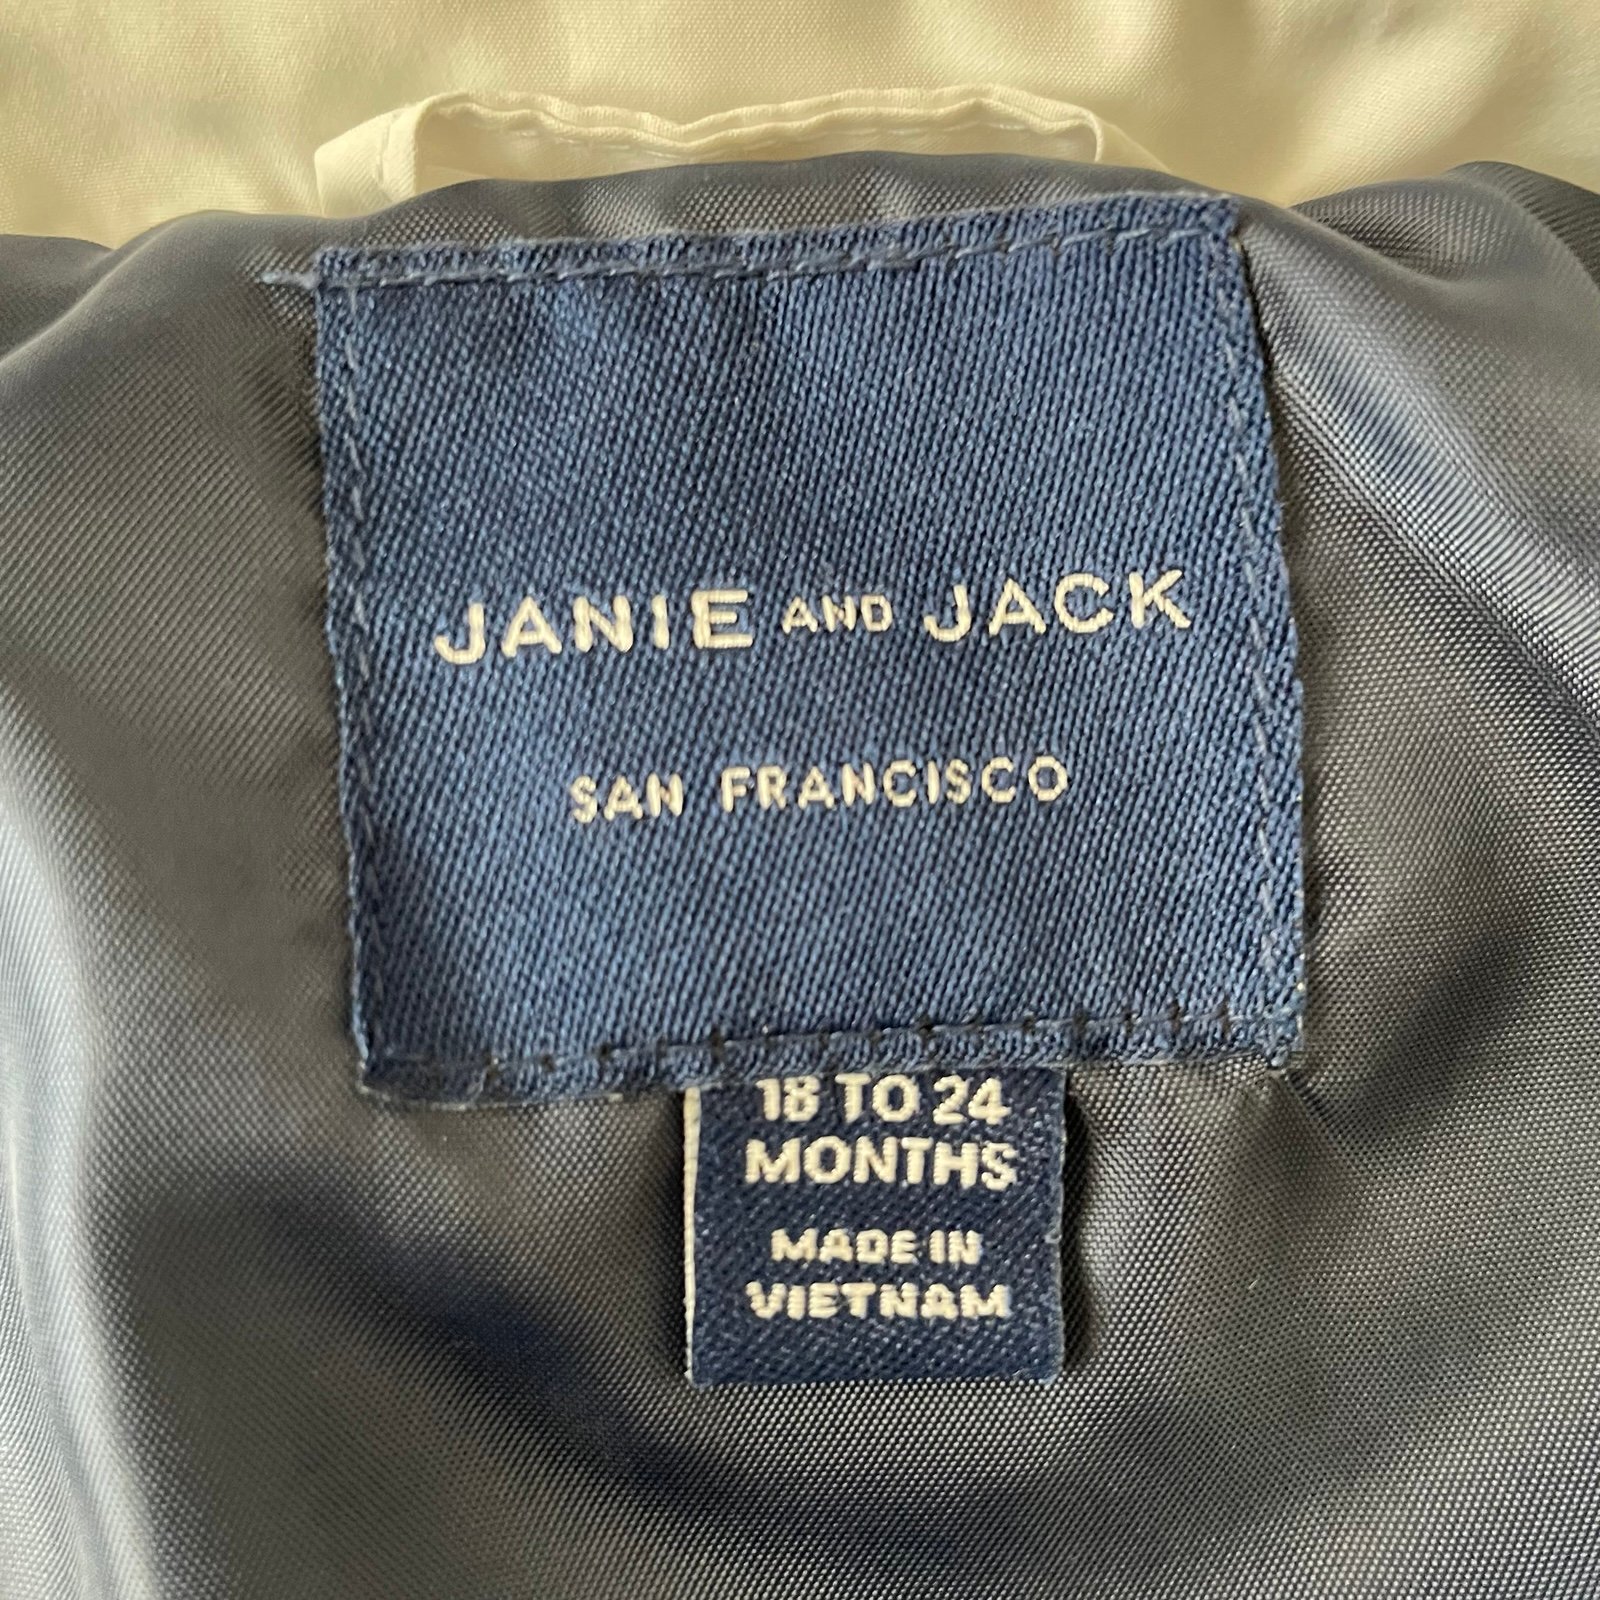 JANIE AND JACK
SAN FRANCISCO
18 TO 24
MONTHS
MADE IN
VIETNAM